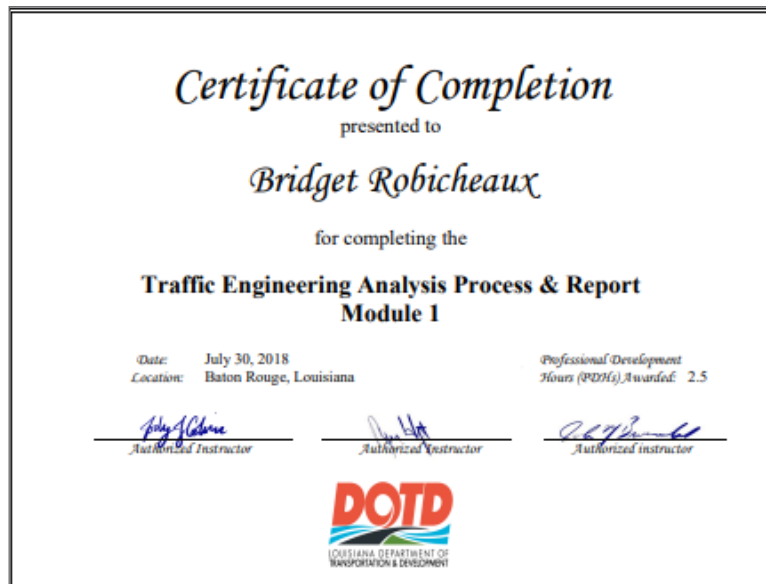 Certificate of Completion
presented to
Bridget Robicheaux
for completing the
Traffic Engineering Analysis Process & Report
Module 1
Date: July 30, 2018
Location: Baton Rouge, Louisiana
Professional Development
Hours (PDHs) Awarded: 2.5
Authorized Instructor
Authorized Instructor
Authorized instructor
DOTD
LOUISIANA DEPARTMENT OF
TRANSPORTATION & DEVELOPMENT